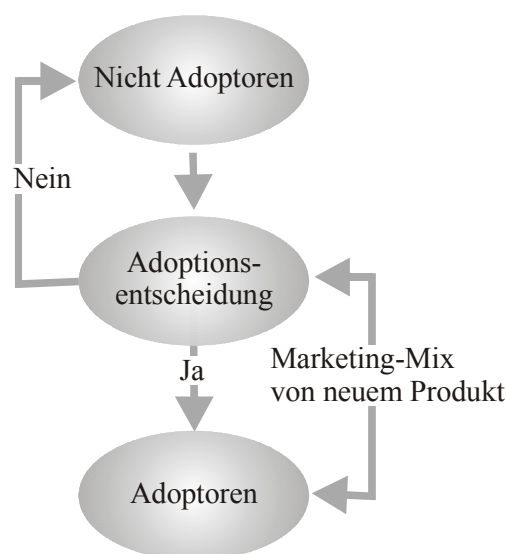 Nicht Adoptoren
Nein
Adoptions-
entscheidung
Ja
Marketing-Mix
von neuem Produkt
Adoptoren